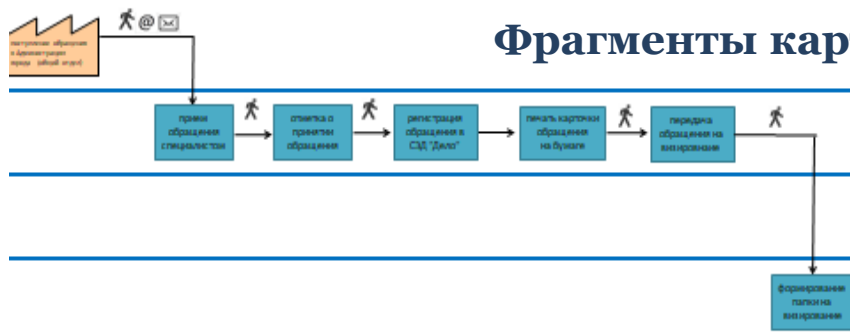 поступление обращения
в Администрацию
города (общий отдел)
@
Фрагменты кар
прием
обращения
специалистом
отметка о
принятии
обращения
регистрация
обращения в
СЭД "Дело"
печать карточки
обращения
на бумаге
передача
обращения на
визирование
формирование
папки на
визирование